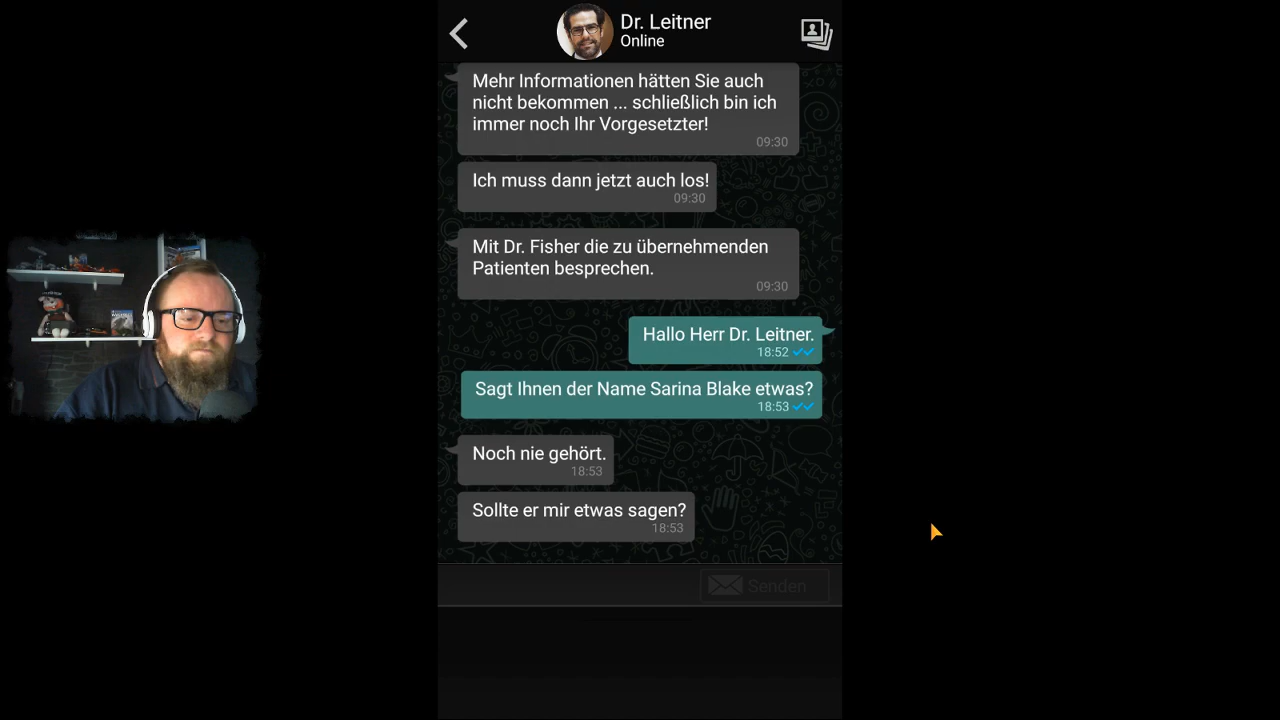 Dr. Leitner
Online
Mehr Informationen hätten Sie auch
nicht bekommen ... schließlich bin ich
immer noch Ihr Vorgesetzter!
09:30
Ich muss dann jetzt auch los!
09:30
Mit Dr. Fisher die zu übernehmenden
Patienten besprechen.
09:30
Hallo Herr Dr. Leitner.
18:52
Sagt Ihnen der Name Sarina Blake etwas?
18:53
Noch nie gehört.
18:53
Sollte er mir etwas sagen?
18:53
Senden